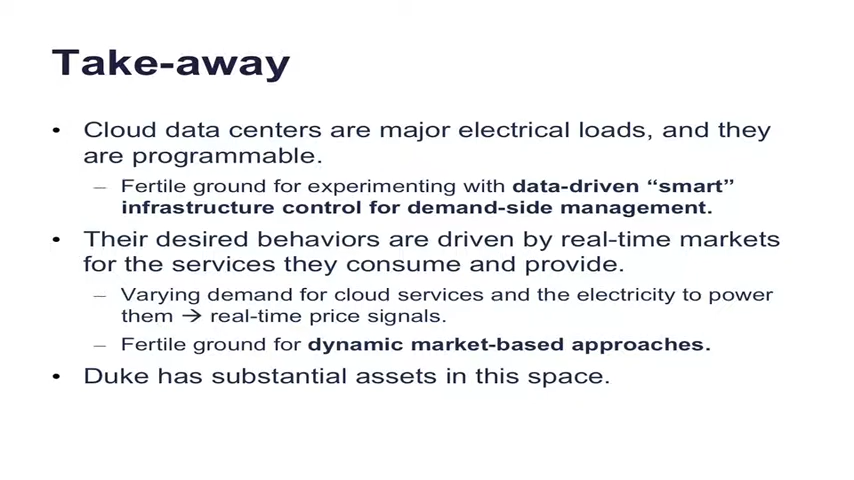 Take-away
• Cloud data centers are major electrical loads, and they
are programmable.
– Fertile ground for experimenting with data-driven “smart”
infrastructure control for demand-side management.
• Their desired behaviors are driven by real-time markets
for the services they consume and provide.
– Varying demand for cloud services and the electricity to power
them → real-time price signals.
– Fertile ground for dynamic market-based approaches.
• Duke has substantial assets in this space.